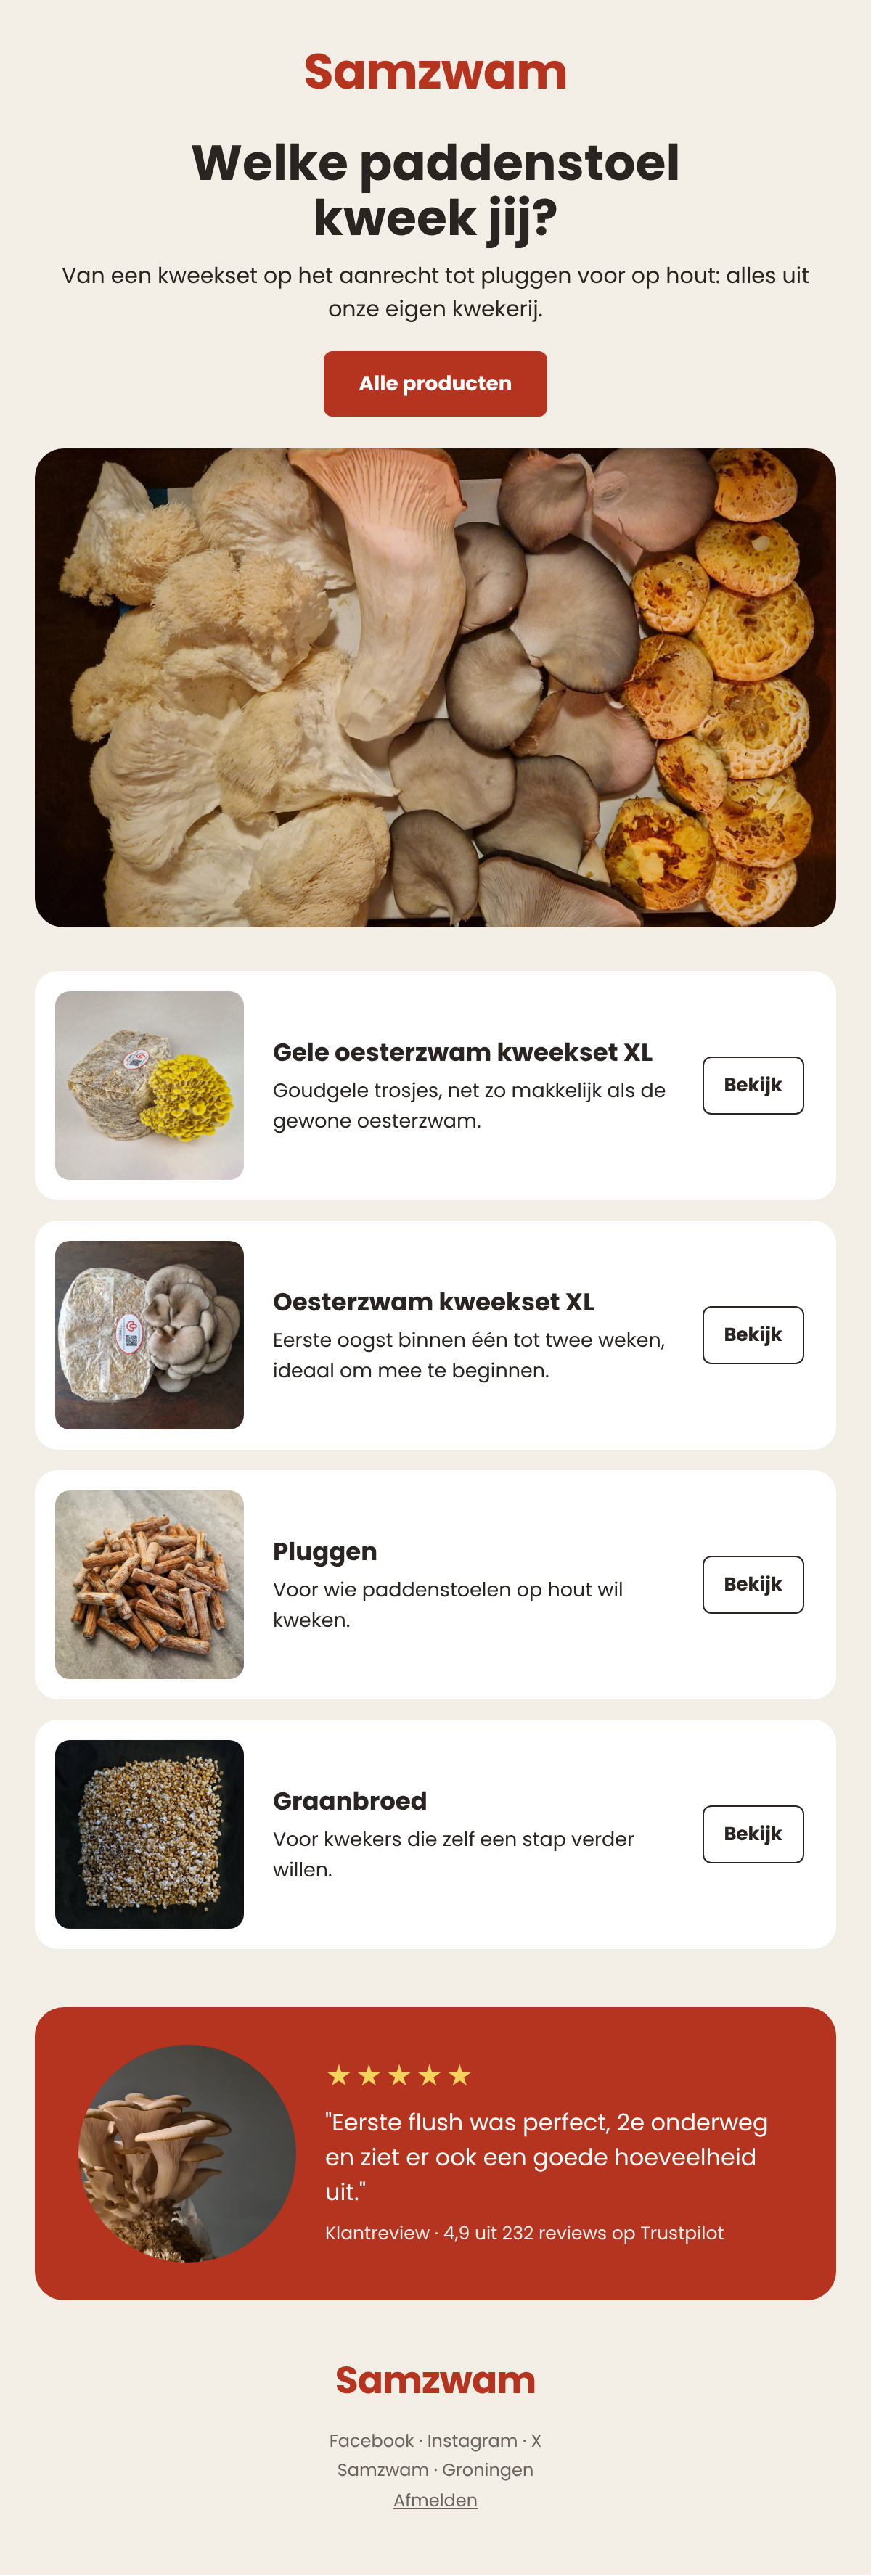 Samzwam
Welke paddenstoel
kweek jij?
Van een kweekset op het aanrecht tot pluggen voor op hout: alles uit
onze eigen kwekerij.
Alle producten
Gele oesterzwam kweekset XL
Goudgele trosjes, net zo makkelijk als de
gewone oesterzwam.
Bekijk
Oesterzwam kweekset XL
Eerste oogst binnen één tot twee weken,
ideaal om mee te beginnen.
Bekijk
Pluggen
Voor wie paddenstoelen op hout wil
kweken.
Bekijk
Graanbroed
Voor kwekers die zelf een stap verder
willen.
Bekijk
★★★★★
"Eerste flush was perfect, 2e onderweg
en ziet er ook een goede hoeveelheid
uit."
Klantreview · 4,9 uit 232 reviews op Trustpilot
Samzwam
Facebook · Instagram · X
Samzwam · Groningen
Afmelden